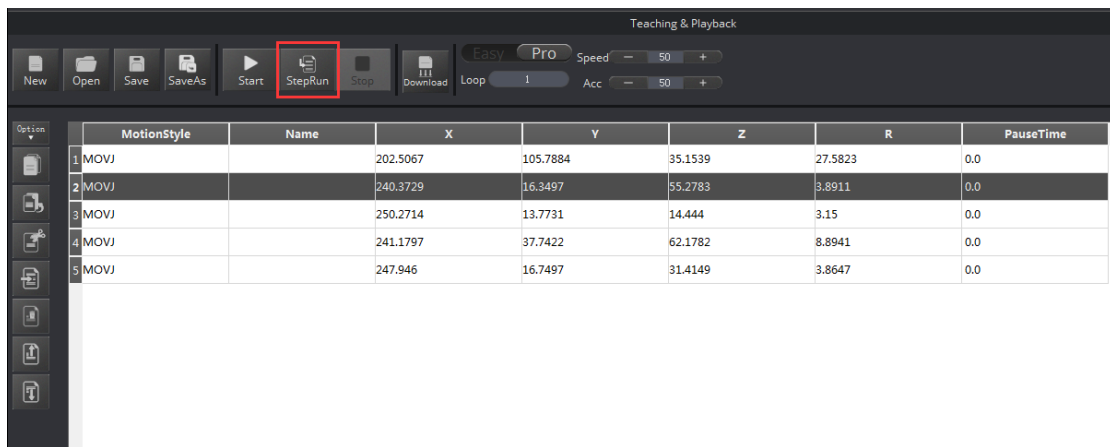 Teaching & Playback
New Open Save SaveAs Start StepRun Stop Download Easy Pro Speed − 50 +
Loop 1 Acc − 50 +
Option
MotionStyle Name X Y Z R PauseTime
1 MOVJ 202.5067 105.7884 35.1539 27.5823 0.0
2 MOVJ 240.3729 16.3497 55.2783 3.8911 0.0
3 MOVJ 250.2714 13.7731 14.444 3.15 0.0
4 MOVJ 241.1797 37.7422 62.1782 8.8941 0.0
5 MOVJ 247.946 16.7497 31.4149 3.8647 0.0